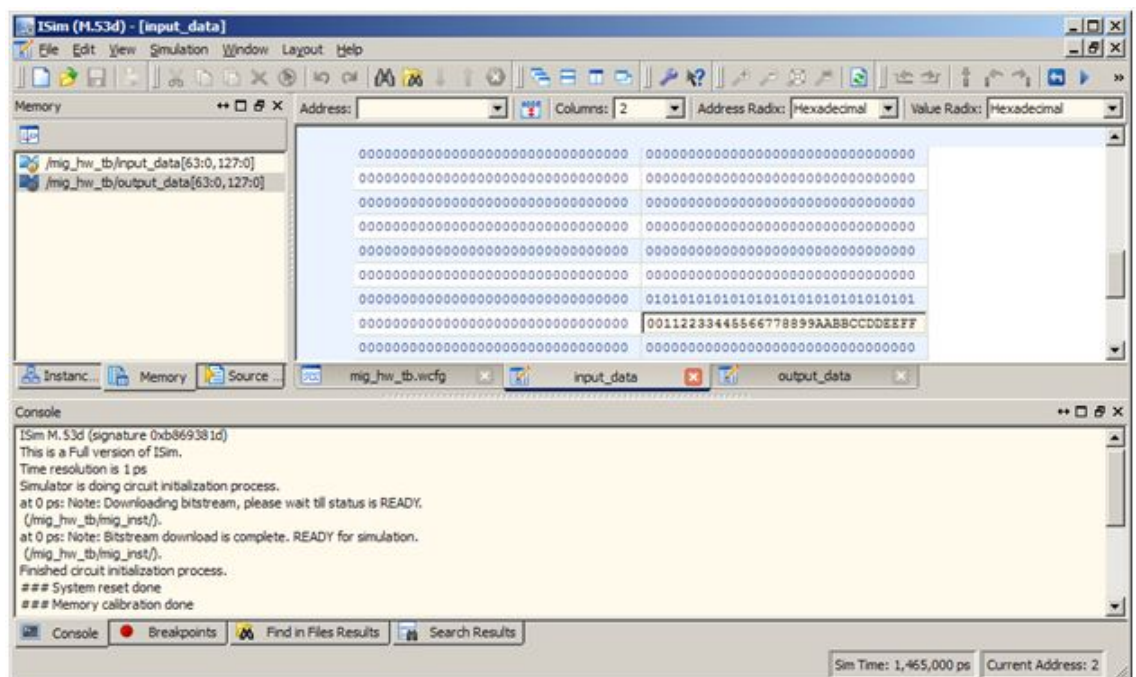 ISim (M.53d) - [input_data]
File Edit View Simulation Window Layout Help
Memory
Address: Columns: 2 Address Radix: Hexadecimal Value Radix: Hexadecimal
/mig_hw_tb/input_data[63:0,127:0]
/mig_hw_tb/output_data[63:0,127:0]
00000000000000000000000000000000 00000000000000000000000000000000
00000000000000000000000000000000 00000000000000000000000000000000
00000000000000000000000000000000 00000000000000000000000000000000
00000000000000000000000000000000 00000000000000000000000000000000
00000000000000000000000000000000 00000000000000000000000000000000
00000000000000000000000000000000 00000000000000000000000000000000
00000000000000000000000000000000 01010101010101010101010101010101
00000000000000000000000000000000 00112233445566778899AABBCCDDEEFF
00000000000000000000000000000000 00000000000000000000000000000000
Instanc... Memory Source ... mig_hw_tb.wcfg input_data output_data
Console
ISim M.53d (signature 0xb869381d)
This is a Full version of ISim.
Time resolution is 1 ps
Simulator is doing circuit initialization process.
at 0 ps: Note: Downloading bitstream, please wait till status is READY.
(/mig_hw_tb/mig_inst/).
at 0 ps: Note: Bitstream download is complete. READY for simulation.
(/mig_hw_tb/mig_inst/).
Finished circuit initialization process.
### System reset done
### Memory calibration done
Console Breakpoints Find in Files Results Search Results
Sim Time: 1,465,000 ps Current Address: 2